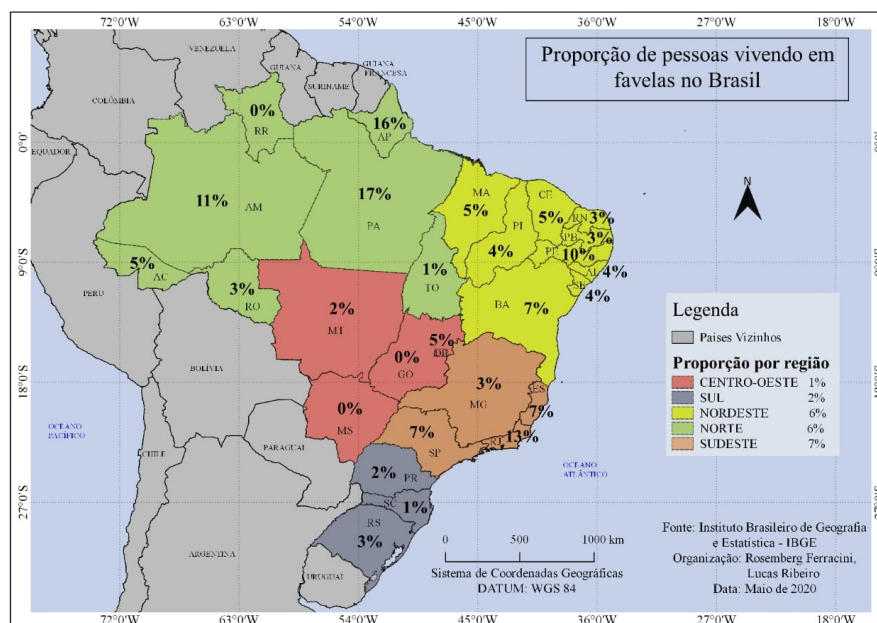 Proporção de pessoas vivendo em
favelas no Brasil
72°0'W 63°0'W 54°0'W 45°0'W 36°0'W 27°0'W 18°0'W
VENEZUELA
GUIANA
SURINAME
GUIANA
FRANCESA
COLÔMBIA
0%
RR
16%
AP
0°0'
0°0'
EQUADOR
N
11%
AM
17%
PA
MA
5%
CE
5%
RN
3%
PB
3%
PI
4%
PE
10%
AL
4%
SE
4%
9°0'S
5%
AC
3%
RO
1%
TO
PERU
BA
7%
2%
MT
5%
DF
0%
GO
BOLÍVIA
Legenda
Paises Vizinhos
Proporção por região
CENTRO-OESTE 1%
SUL 2%
NORDESTE 6%
NORTE 6%
SUDESTE 7%
18°0'S
0%
MS
3%
MG
ES
7%
OCEANO
PACÍFICO
7%
SP
RJ
13%
PARAGUAI
CHILE
OCEANO
ATLÂNTICO
2%
PR
27°0'S
SC
1%
RS
3%
ARGENTINA
URUGUAI
0 500 1000 km
Sistema de Coordenadas Geográficas
DATUM: WGS 84
Fonte: Instituto Brasileiro de Geografia
e Estatística - IBGE
Organização: Rosemberg Ferracini,
Lucas Ribeiro
Data: Maio de 2020
72°0'W 63°0'W 54°0'W 45°0'W 36°0'W 27°0'W 18°0'W